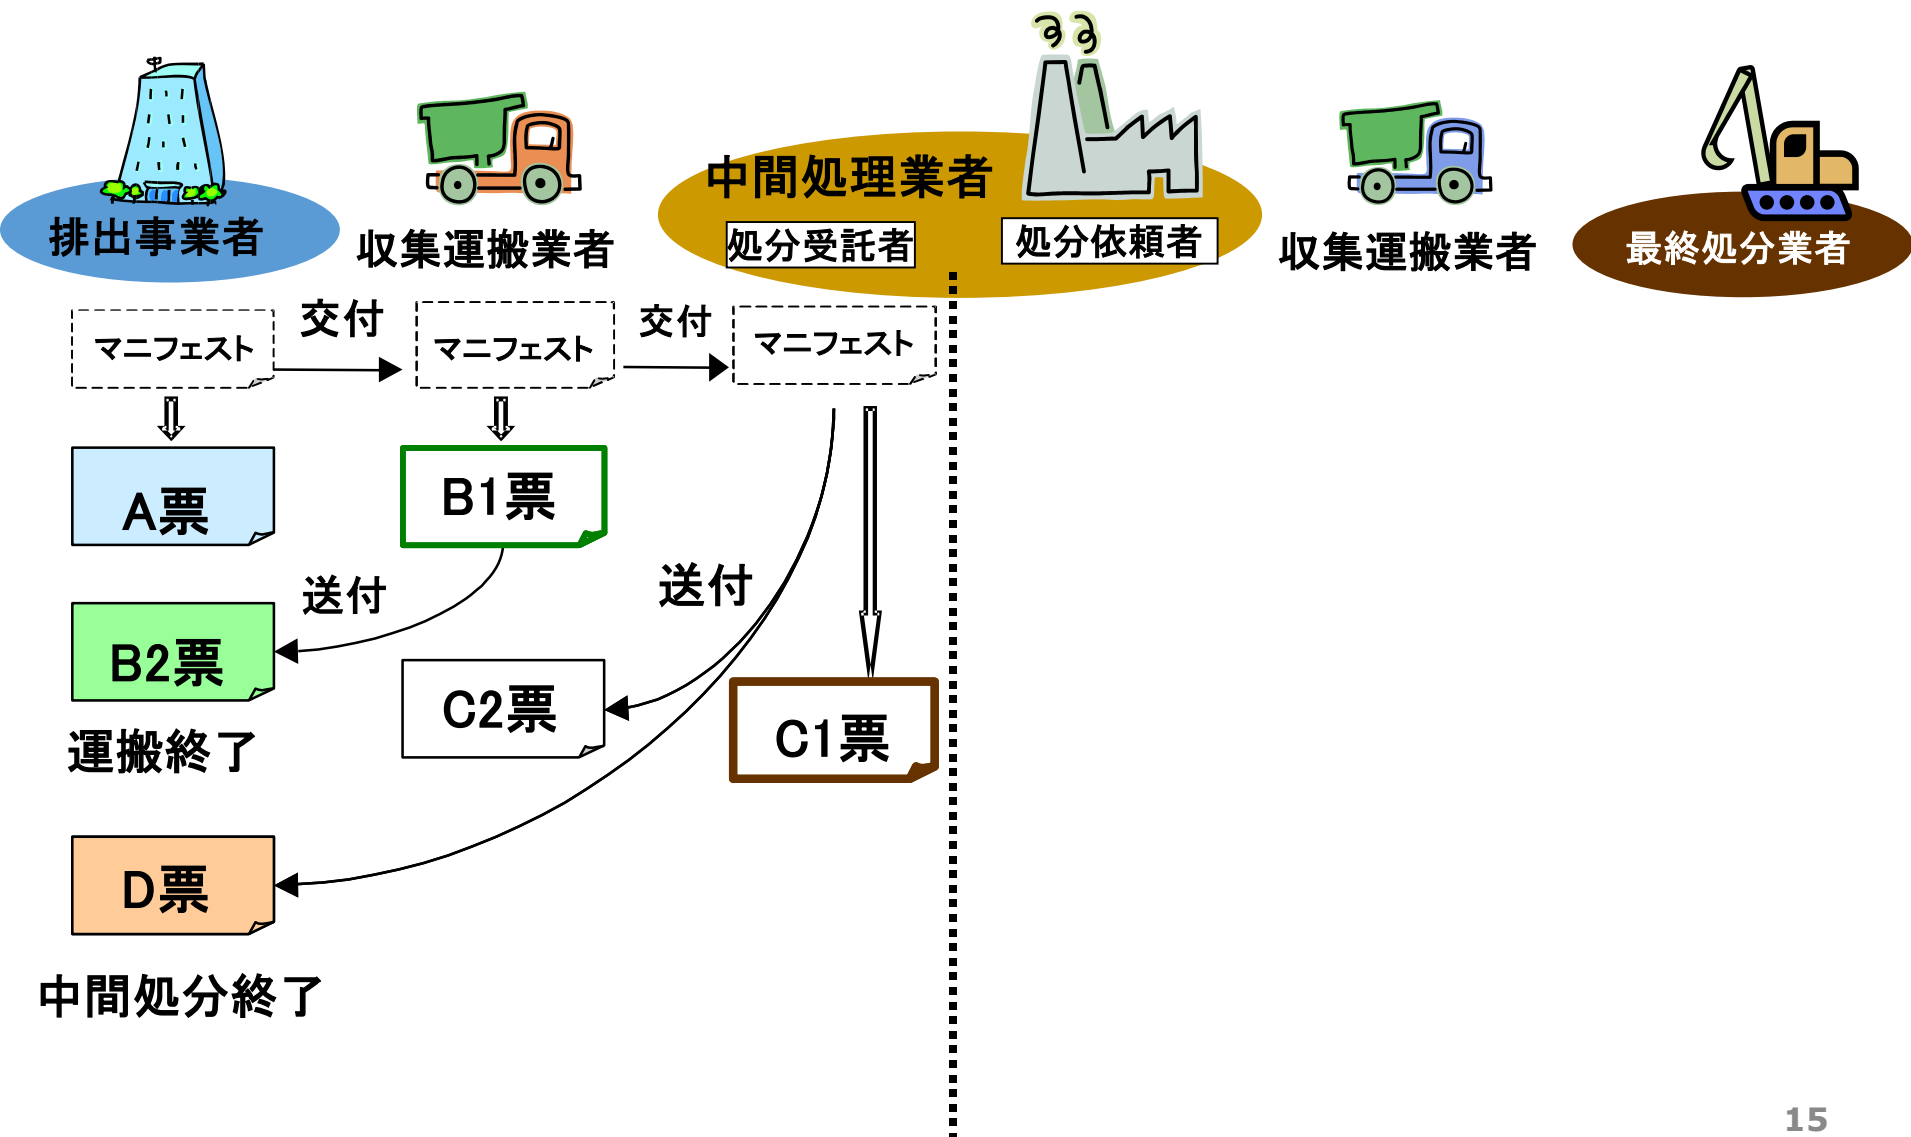 排出事業者
収集運搬業者
中間処理業者
処分受託者
処分依頼者
収集運搬業者
最終処分業者
マニフェスト
交付
マニフェスト
交付
マニフェスト
A票
B1票
送付
送付
B2票
運搬終了
C2票
C1票
D票
中間処分終了
15